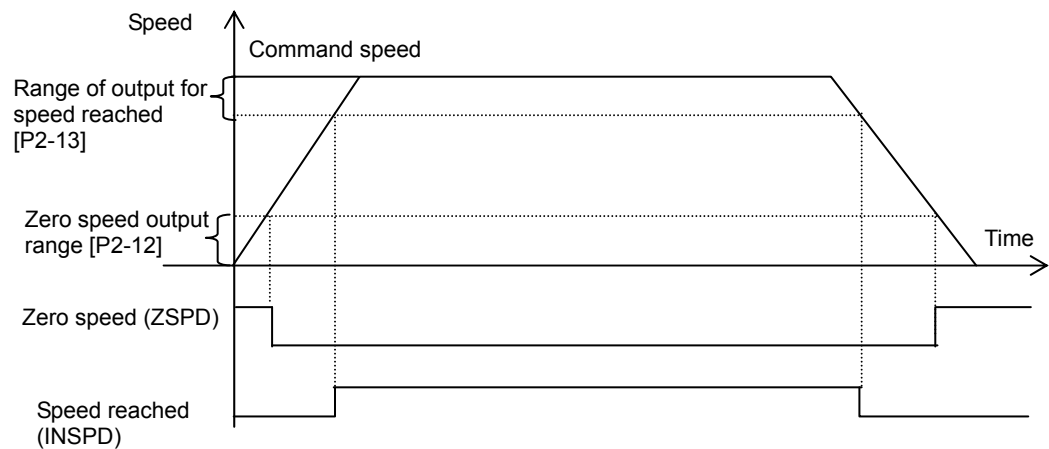 Speed
Command speed
Range of output for
speed reached
[P2-13]
Zero speed output
range [P2-12]
Time
Zero speed (ZSPD)
Speed reached
(INSPD)